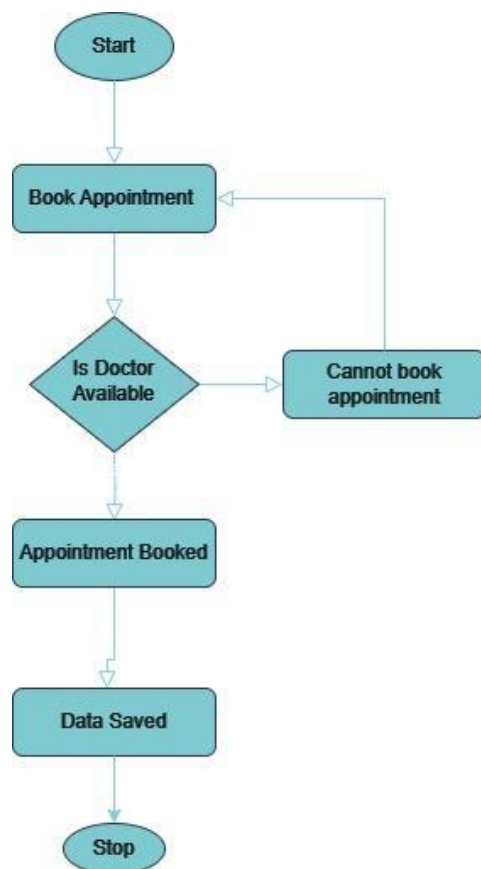 Start
Book Appointment
Is Doctor
Available
Cannot book
appointment
Appointment Booked
Data Saved
Stop